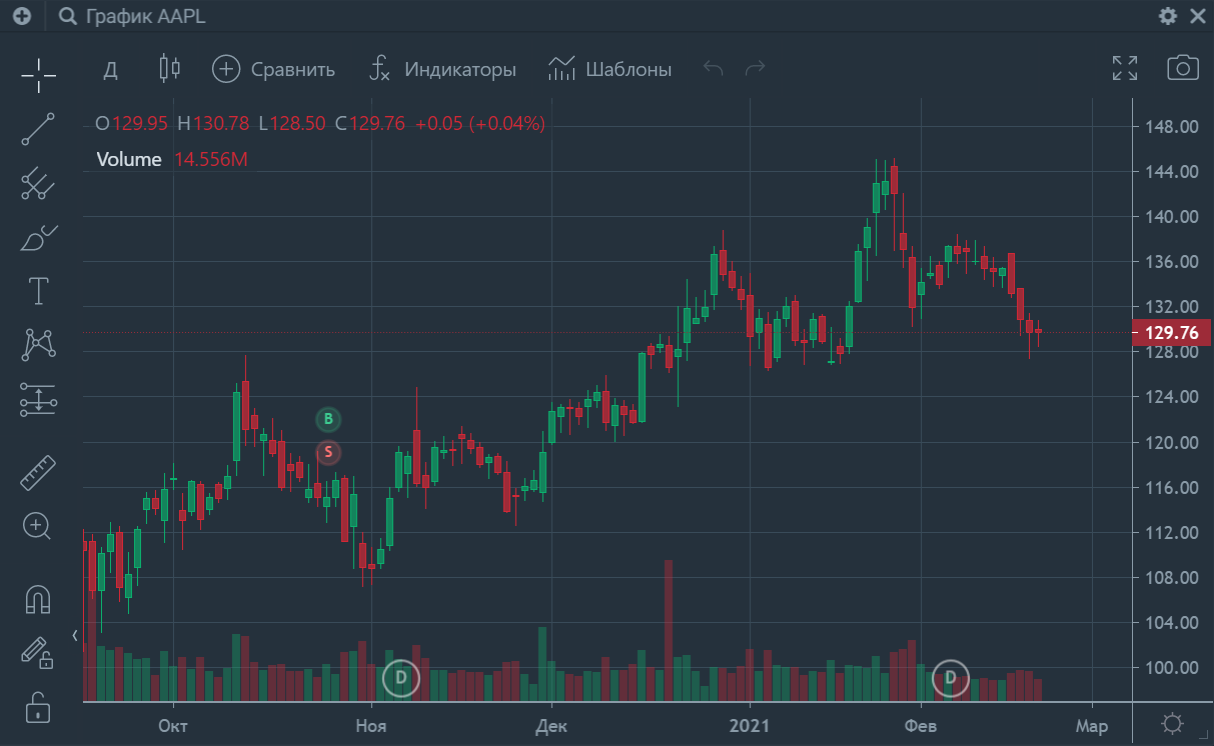 График AAPL
Д Сравнить Индикаторы Шаблоны
O129.95 H130.78 L128.50 C129.76 +0.05 (+0.04%)
Volume 14.556M
148.00
144.00
140.00
136.00
132.00
129.76
128.00
124.00
B
120.00
S
116.00
112.00
108.00
104.00
100.00
D D
Окт Ноя Дек 2021 Фев Мар